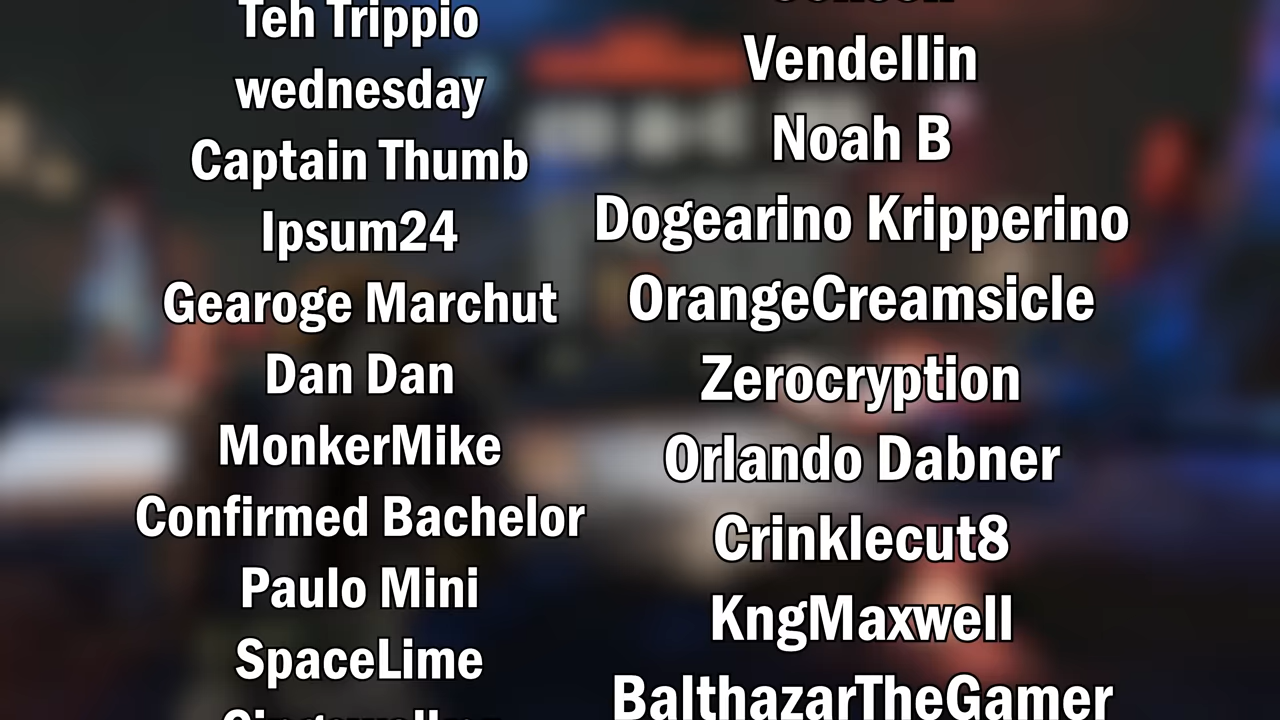 Teh Trippio
wednesday
Captain Thumb
Ipsum24
Gearoge Marchut
Dan Dan
MonkerMike
Confirmed Bachelor
Paulo Mini
SpaceLime
Vendellin
Noah B
Dogearino Kripperino
OrangeCreamsicle
Zerocryption
Orlando Dabner
Crinklecut8
KngMaxwell
BalthazarTheGamer